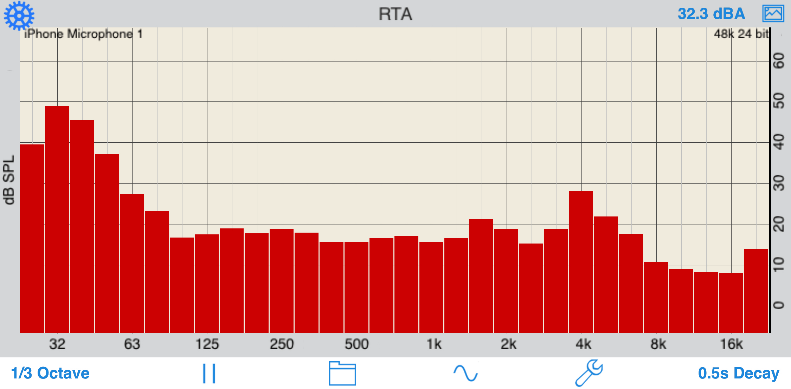 RTA
32.3 dBA
iPhone Microphone 1
48k 24 bit
dB SPL
60
50
40
30
20
10
0
32 63 125 250 500 1k 2k 4k 8k 16k
1/3 Octave
0.5s Decay